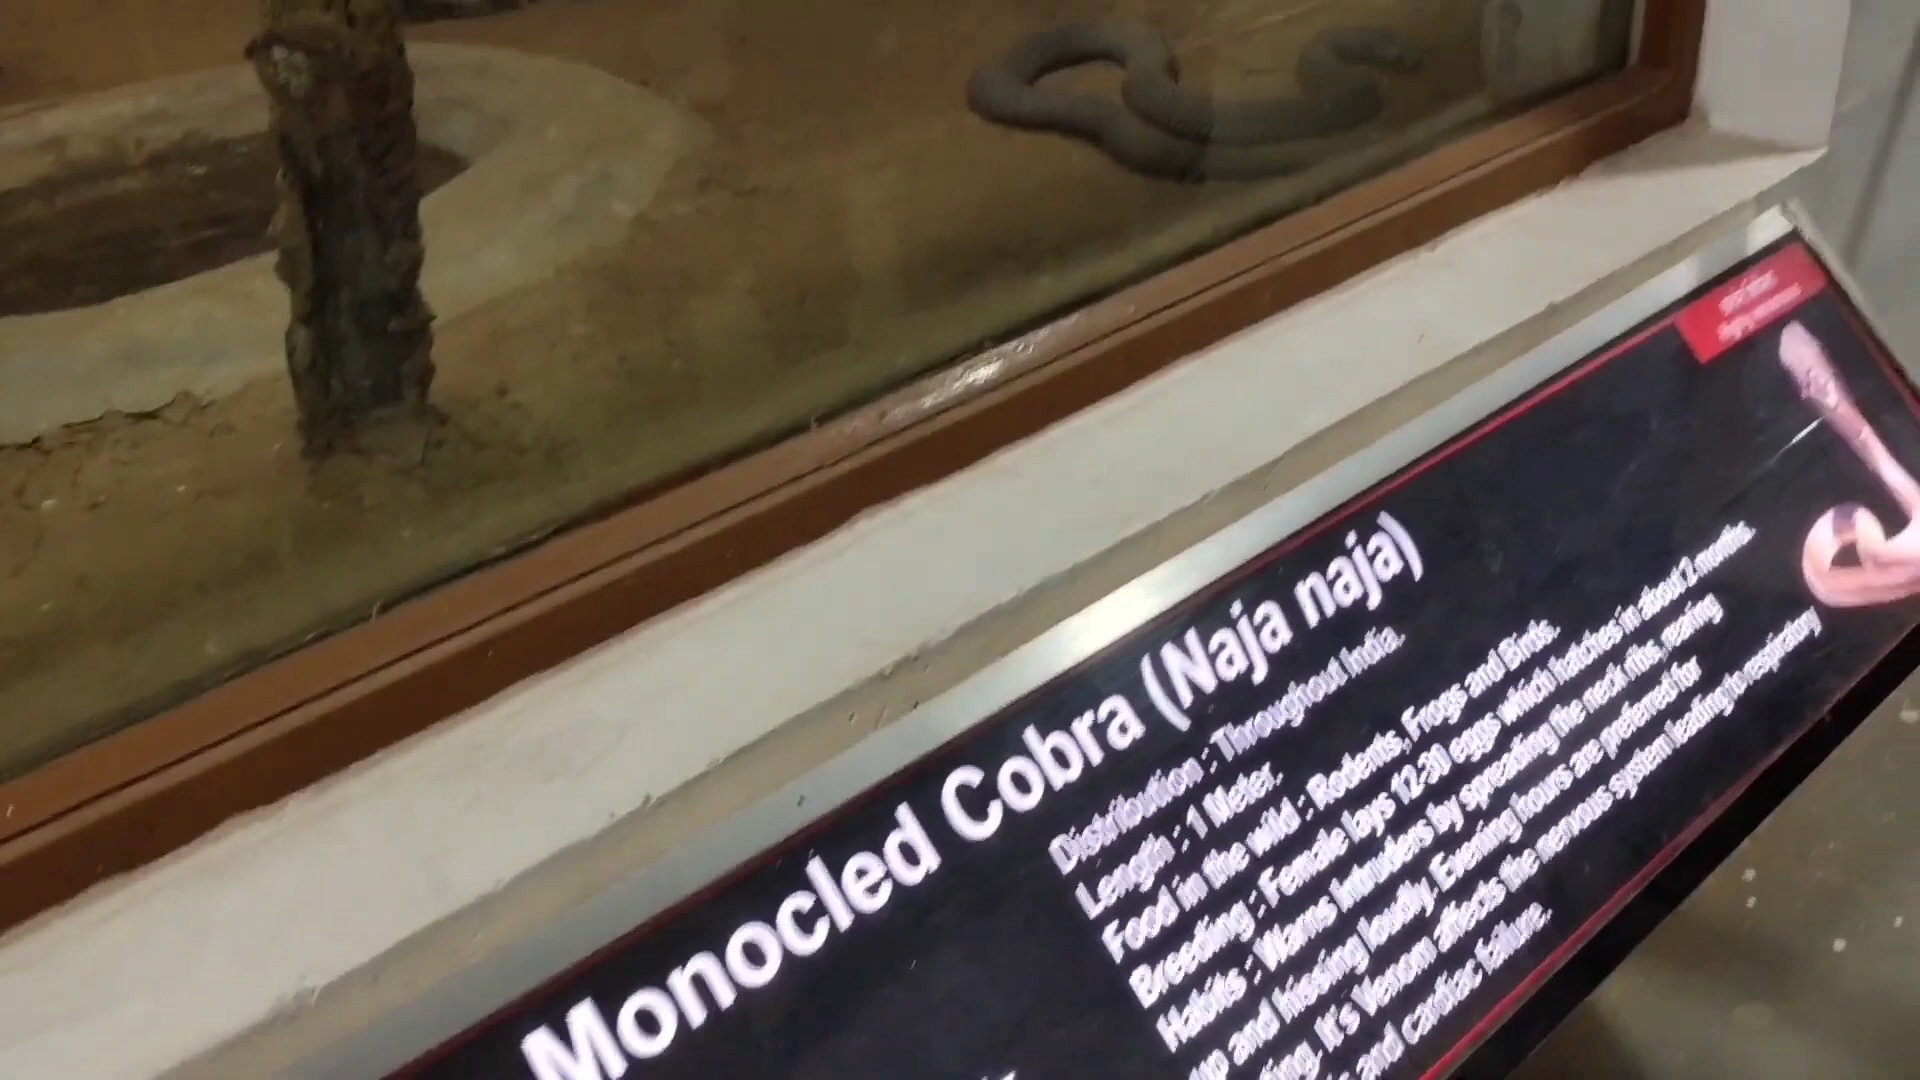 Monocled Cobra (Naja naja)
Distribution : Throughout India.
Length : 1 Meter.
Food in the wild : Rodents, Frogs and Birds.
Breeding : Female lays 12-30 eggs which hatches in about 2 months.
Habits : Warns Intruders by spreading the neck ribs,
up and hissing loudly. Evening hours are preferred for
It's Venom affects the nervous system leading to respiratory
and cardiac failure.